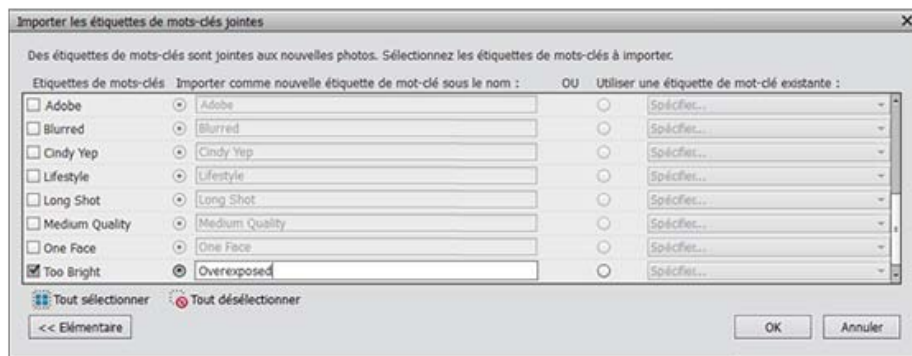 Importer les étiquettes de mots-clés jointes
Des étiquettes de mots-clés sont jointes aux nouvelles photos. Sélectionnez les étiquettes de mots-clés à importer.
Etiquettes de mots-clés Importer comme nouvelle étiquette de mot-clé sous le nom : OU Utiliser une étiquette de mot-clé existante :
Adobe Adobe Spécifier...
Blurred Blurred Spécifier...
Cindy Yep Cindy Yep Spécifier...
Lifestyle Lifestyle Spécifier...
Long Shot Long Shot Spécifier...
Medium Quality Medium Quality Spécifier...
One Face One Face Spécifier...
Too Bright Overexposed Spécifier...
Tout sélectionner Tout désélectionner
<< Elémentaire OK Annuler